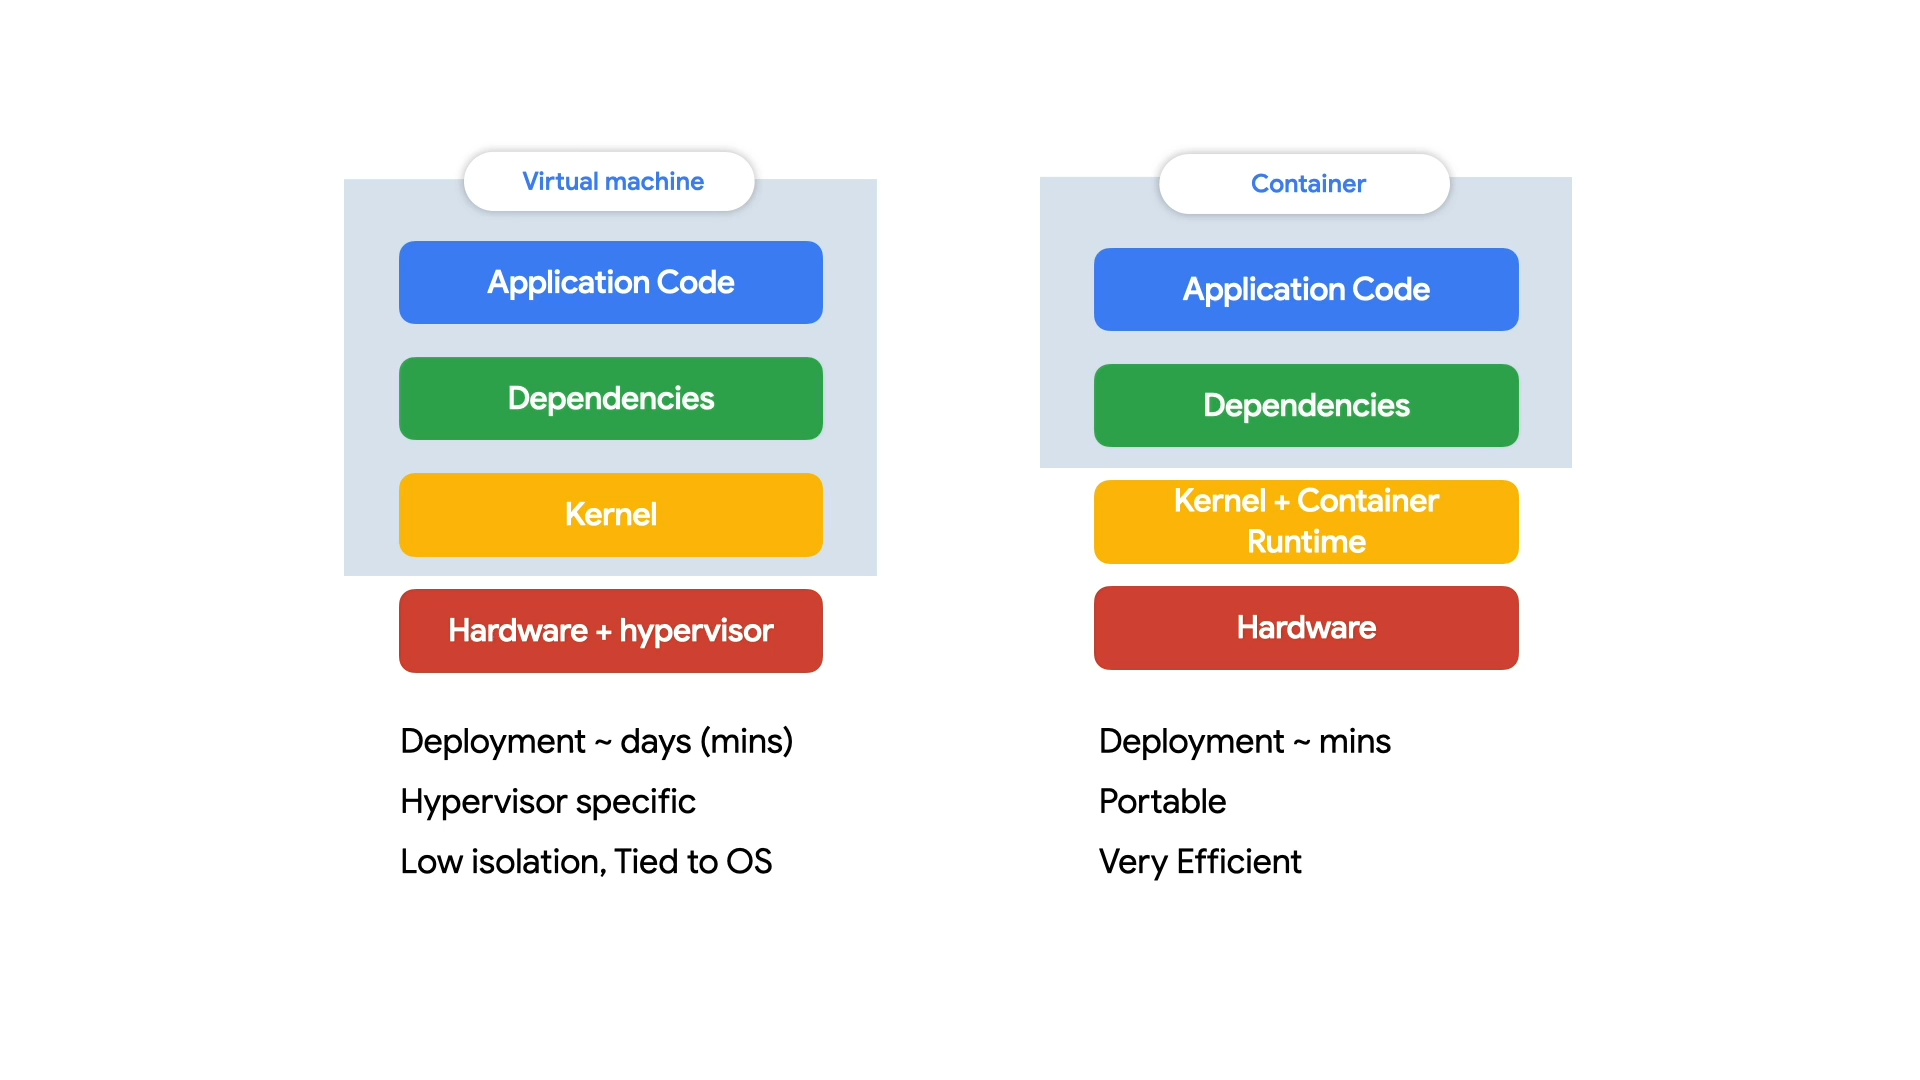 Virtual machine
Application Code
Dependencies
Kernel
Hardware + hypervisor
Deployment ~ days (mins)
Hypervisor specific
Low isolation, Tied to OS
Container
Application Code
Dependencies
Kernel + Container
Runtime
Hardware
Deployment ~ mins
Portable
Very Efficient